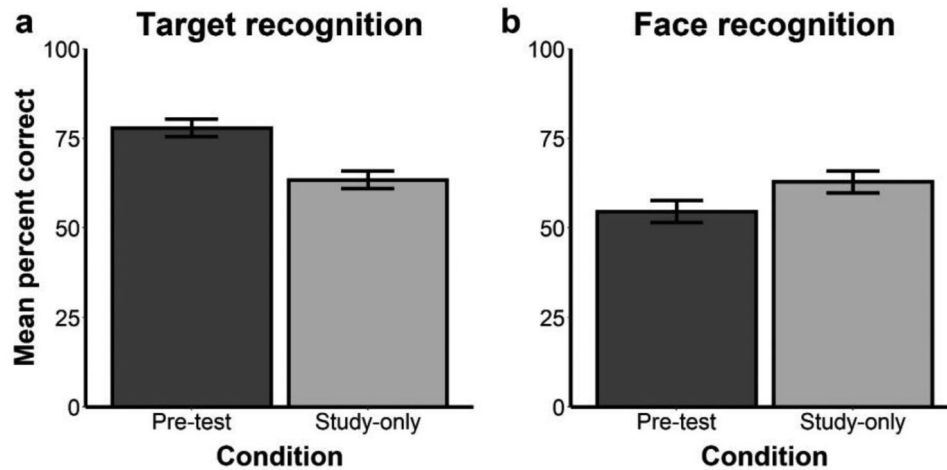 a Target recognition
Mean percent correct
100
75
50
25
0
Pre-test Study-only
Condition
b Face recognition
100
75
50
25
0
Pre-test Study-only
Condition